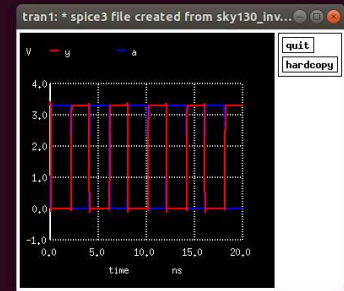 tran1: * spice3 file created from sky130_inv...
quit
hardcopy
V y a
4.0
3.0
2.0
1.0
0.0
-1.0
0.0 5.0 10.0 15.0 20.0
time ns